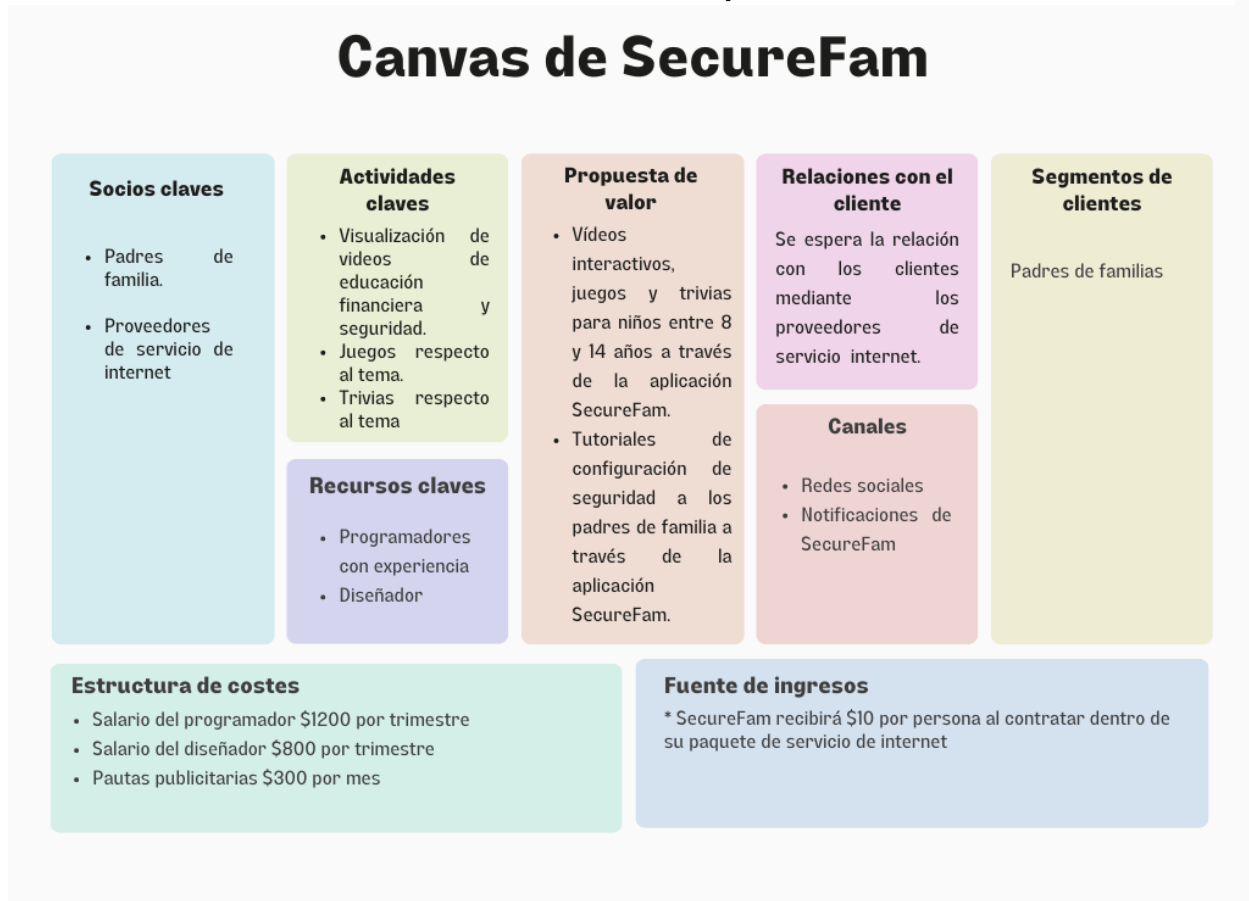 Canvas de SecureFam
Socios claves
• Padres de
familia.
• Proveedores
de servicio de
internet
Actividades
claves
• Visualización de
videos de
educación
financiera y
seguridad.
• Juegos respecto
al tema.
• Trivias respecto
al tema
Recursos claves
• Programadores
con experiencia
• Diseñador
Propuesta de
valor
• Vídeos
interactivos,
juegos y trivias
para niños entre 8
y 14 años a través
de la aplicación
SecureFam.
• Tutoriales de
configuración de
seguridad a los
padres de familia a
través de la
aplicación
SecureFam.
Relaciones con el
cliente
Se espera la relación
con los clientes
mediante los
proveedores de
servicio internet.
Canales
• Redes sociales
• Notificaciones de
SecureFam
Segmentos de
clientes
Padres de familias
Estructura de costes
• Salario del programador $1200 por trimestre
• Salario del diseñador $800 por trimestre
• Pautas publicitarias $300 por mes
Fuente de ingresos
* SecureFam recibirá $10 por persona al contratar dentro de
su paquete de servicio de internet